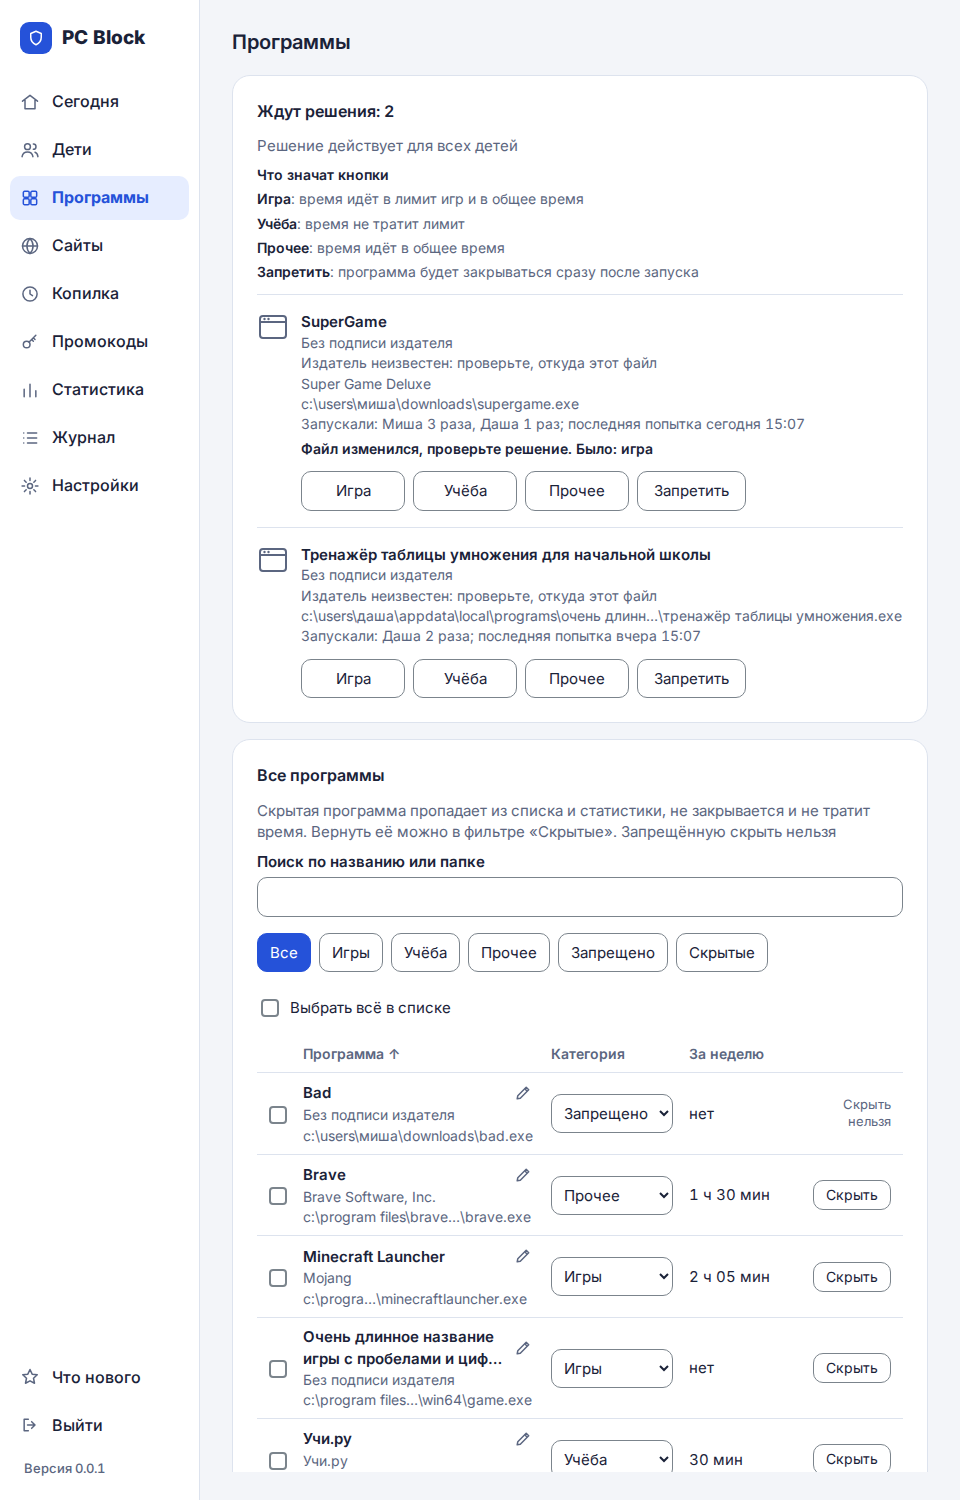 PC Block
Сегодня
Дети
Программы
Сайты
Копилка
Промокоды
Статистика
Журнал
Настройки
Что нового
Выйти
Версия 0.0.1
Программы
Ждут решения: 2
Решение действует для всех детей
Что значат кнопки
Игра: время идёт в лимит игр и в общее время
Учёба: время не тратит лимит
Прочее: время идёт в общее время
Запретить: программа будет закрываться сразу после запуска
SuperGame
Без подписи издателя
Издатель неизвестен: проверьте, откуда этот файл
Super Game Deluxe
c:\users\миша\downloads\supergame.exe
Запускали: Миша 3 раза, Даша 1 раз; последняя попытка сегодня 15:07
Файл изменился, проверьте решение. Было: игра
Игра Учёба Прочее Запретить
Тренажёр таблицы умножения для начальной школы
Без подписи издателя
Издатель неизвестен: проверьте, откуда этот файл
c:\users\даша\appdata\local\programs\очень длинн…\тренажёр таблицы умножения.exe
Запускали: Даша 2 раза; последняя попытка вчера 15:07
Игра Учёба Прочее Запретить
Все программы
Скрытая программа пропадает из списка и статистики, не закрывается и не тратит
время. Вернуть её можно в фильтре «Скрытые». Запрещённую скрыть нельзя
Поиск по названию или папке
Все Игры Учёба Прочее Запрещено Скрытые
Выбрать всё в списке
Программа ↑ Категория За неделю
Bad
Без подписи издателя
c:\users\миша\downloads\bad.exe
Запрещено нет
Скрыть
нельзя
Brave
Brave Software, Inc.
c:\program files\brave…\brave.exe
Прочее 1 ч 30 мин Скрыть
Minecraft Launcher
Mojang
c:\progra…\minecraftlauncher.exe
Игры 2 ч 05 мин Скрыть
Очень длинное название
игры с пробелами и циф…
Без подписи издателя
c:\program files…\win64\game.exe
Игры нет Скрыть
Учи.ру
Учи.ру
Учёба 30 мин Скрыть